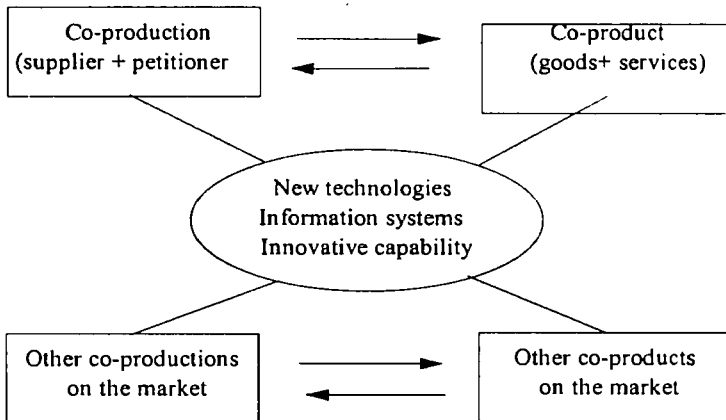 Co-production
(supplier + petitioner
Co-product
(goods+ services)
New technologies
Information systems
Innovative capability
Other co-productions
on the market
Other co-products
on the market